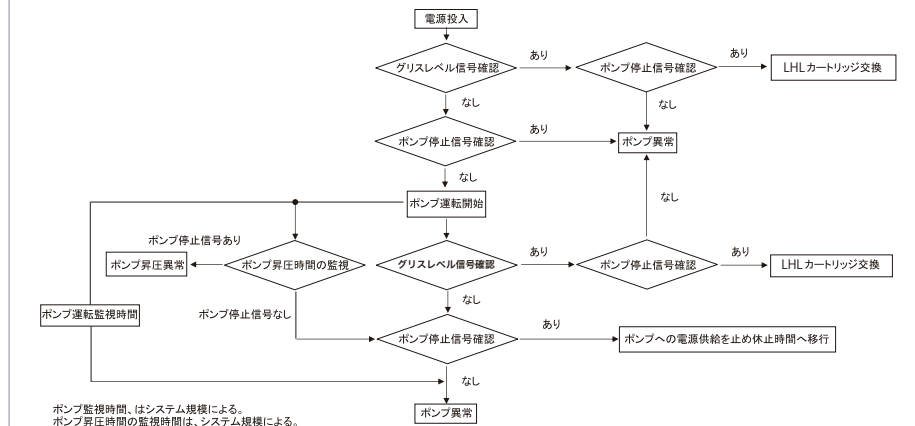 電源投入
グリスレベル信号確認
あり
ポンプ停止信号確認
あり
LHLカートリッジ交換
なし
なし
ポンプ停止信号確認
あり
ポンプ異常
なし
なし
ポンプ運転開始
ポンプ停止信号あり
ポンプ昇圧異常
ポンプ昇圧時間の監視
グリスレベル信号確認
あり
ポンプ停止信号確認
あり
LHLカートリッジ交換
なし
ポンプ運転監視時間
ポンプ停止信号なし
ポンプ停止信号確認
あり
ポンプへの電源供給を止め休止時間へ移行
なし
ポンプ異常
ポンプ監視時間、はシステム規模による。
ポンプ昇圧時間の監視時間は、システム規模による。